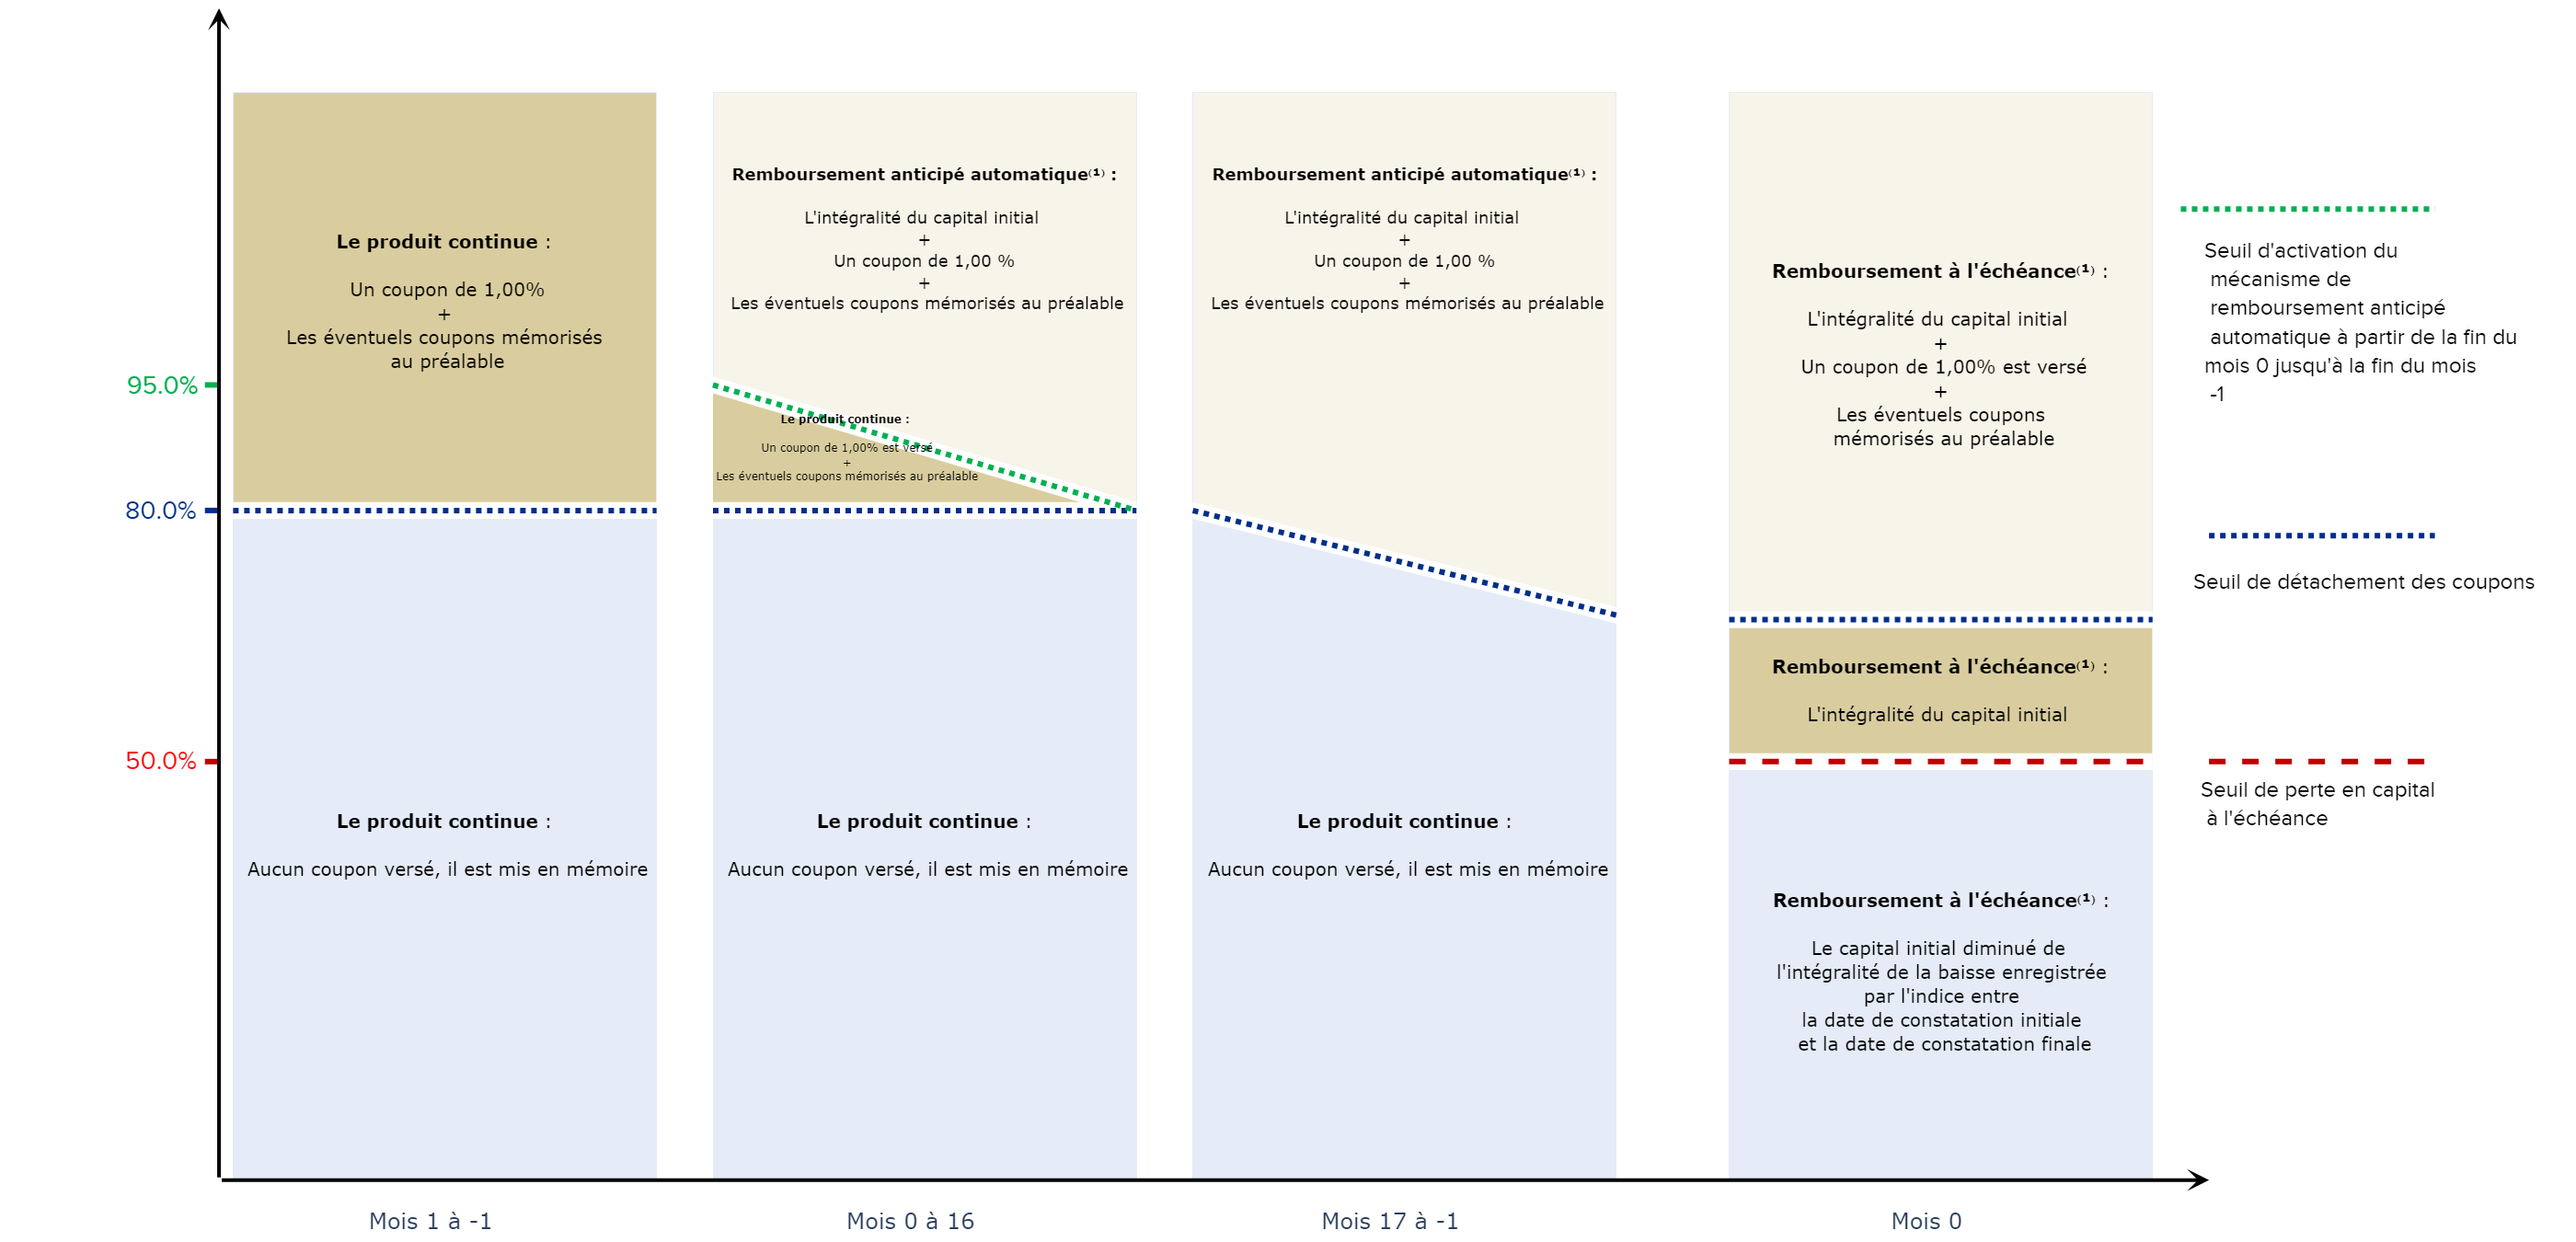 95.0%
80.0%
50.0%
Le produit continue :
Un coupon de 1,00%
+
Les éventuels coupons mémorisés
au préalable
Le produit continue :
Aucun coupon versé, il est mis en mémoire
Mois 1 à -1
Remboursement anticipé automatique⁽¹⁾ :
L'intégralité du capital initial
+
Un coupon de 1,00 %
+
Les éventuels coupons mémorisés au préalable
Le produit continue :
Un coupon de 1,00% est versé
+
Les éventuels coupons mémorisés au préalable
Le produit continue :
Aucun coupon versé, il est mis en mémoire
Mois 0 à 16
Remboursement anticipé automatique⁽¹⁾ :
L'intégralité du capital initial
+
Un coupon de 1,00 %
+
Les éventuels coupons mémorisés au préalable
Le produit continue :
Aucun coupon versé, il est mis en mémoire
Mois 17 à -1
Remboursement à l'échéance⁽¹⁾ :
L'intégralité du capital initial
+
Un coupon de 1,00% est versé
+
Les éventuels coupons
mémorisés au préalable
Remboursement à l'échéance⁽¹⁾ :
L'intégralité du capital initial
Remboursement à l'échéance⁽¹⁾ :
Le capital initial diminué de
l'intégralité de la baisse enregistrée
par l'indice entre
la date de constatation initiale
et la date de constatation finale
Mois 0
Seuil d'activation du
mécanisme de
remboursement anticipé
automatique à partir de la fin du
mois 0 jusqu'à la fin du mois
-1
Seuil de détachement des coupons
Seuil de perte en capital
à l'échéance